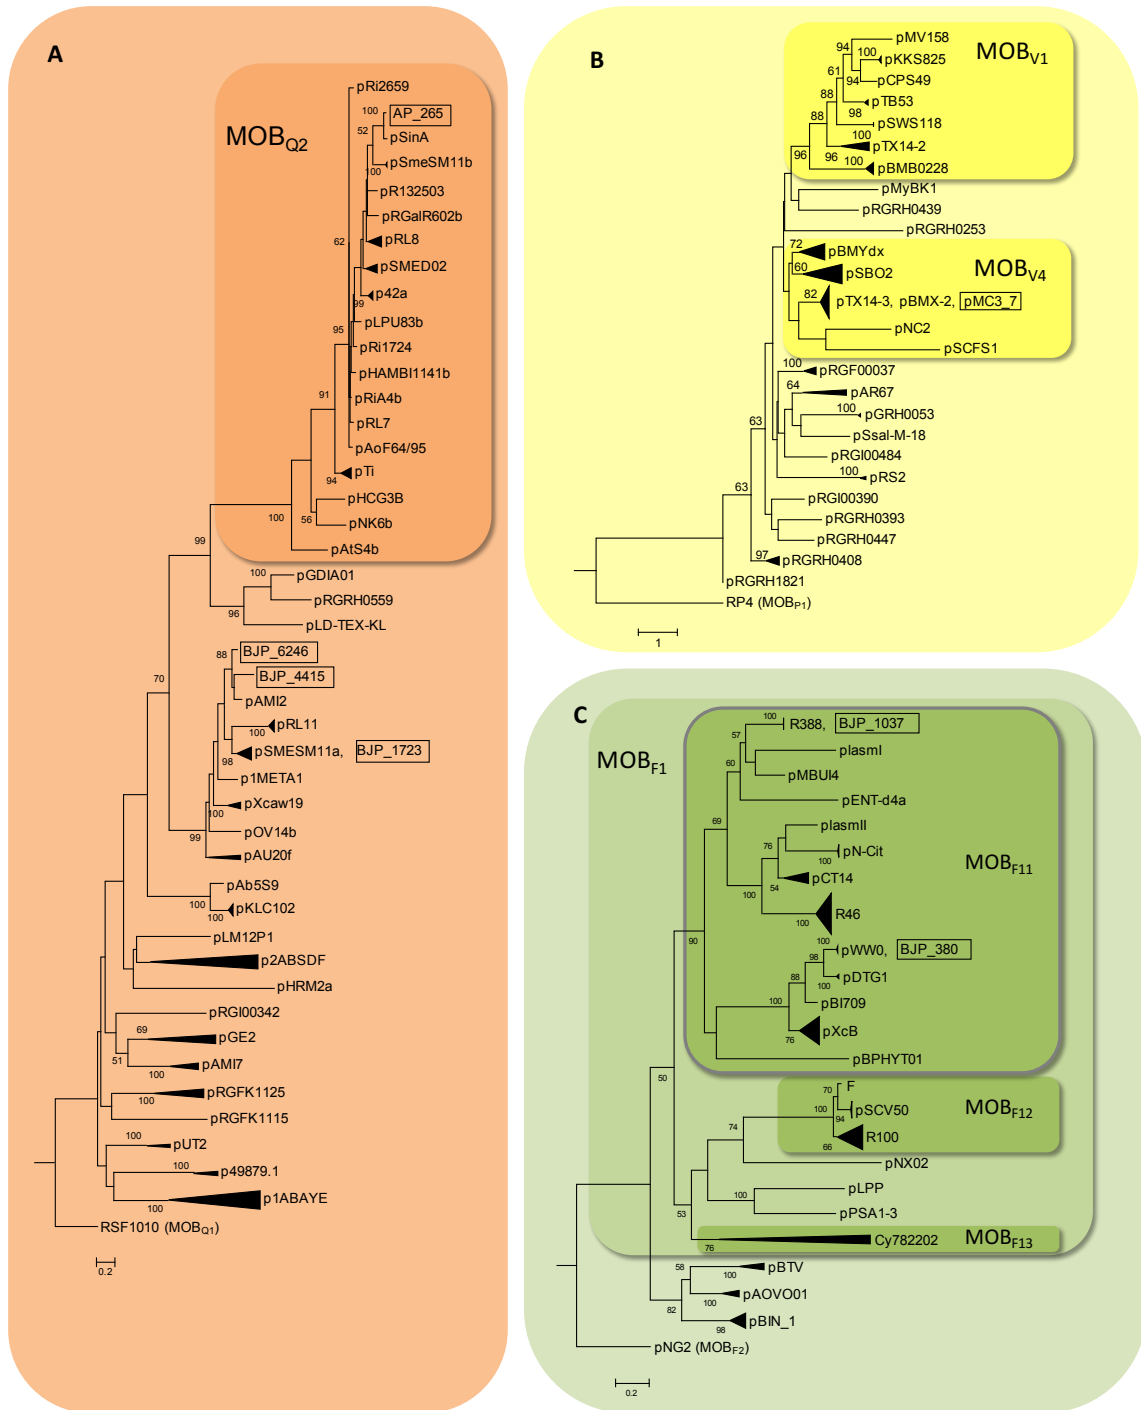 A
MOBQ2
pRi2659
100
AP_265
52
pSinA
pSmeSM11b
100
pR132503
pRGalR602b
62
pRL8
pSMED02
p42a
99
pLPU83b
95
pRi1724
pHAMBI1141b
91
pRiA4b
pRL7
pAoF64/95
94
pTi
pHCG3B
100
56
pNK6b
pAtS4b
99
100
pGDIA01
pRGRH0559
96
pLD-TEX-KL
88
BJP_6246
70
BJP_4415
pAMI2
pRL11
100
pSMESM11a,
BJP_1723
98
p1META1
pXcaw19
100
pOV14b
99
pAU20f
pAb5S9
100
pKLC102
100
pLM12P1
p2ABSDF
pHRM2a
pRGI00342
69
pGE2
51
pAMI7
100
pRGFK1125
100
pRGFK1115
100
pUT2
100
p49879.1
p1ABAYE
100
RSF1010 (MOBQ1)
0.2
B
MOBV1
pMV158
94
100
pKKS825
61
94
pCPS49
88
pTB53
98
88
pSWS118
100
pTX14-2
96
96
100
pBMB0228
pMyBK1
pRGRH0439
pRGRH0253
MOBV4
72
pBMYdx
60
pSBO2
82
pTX14-3, pBMX-2,
pMC3_7
pNC2
pSCFS1
100
pRGF00037
64
pAR67
100
pGRH0053
63
pSsal-M-18
pRGI00484
100
pRS2
63
pRGI00390
pRGRH0393
pRGRH0447
97
pRGRH0408
pRGRH1821
RP4 (MOBP1)
1
C
MOBF1
MOBF11
100
R388,
BJP_1037
57
plasmI
60
pMBUI4
pENT-d4a
69
plasmII
76
pN-Cit
100
pCT14
54
100
R46
100
90
100
pWW0,
BJP_380
98
pDTG1
88
100
100
pBI709
pXcB
76
pBPHYT01
50
MOBF12
70
F
100
pSCV50
94
R100
66
74
pNX02
pLPP
100
pPSA1-3
53
MOBF13
Cy782202
76
58
pBTV
100
pAOVO01
100
82
pBIN_1
98
pNG2 (MOBF2)
0.2